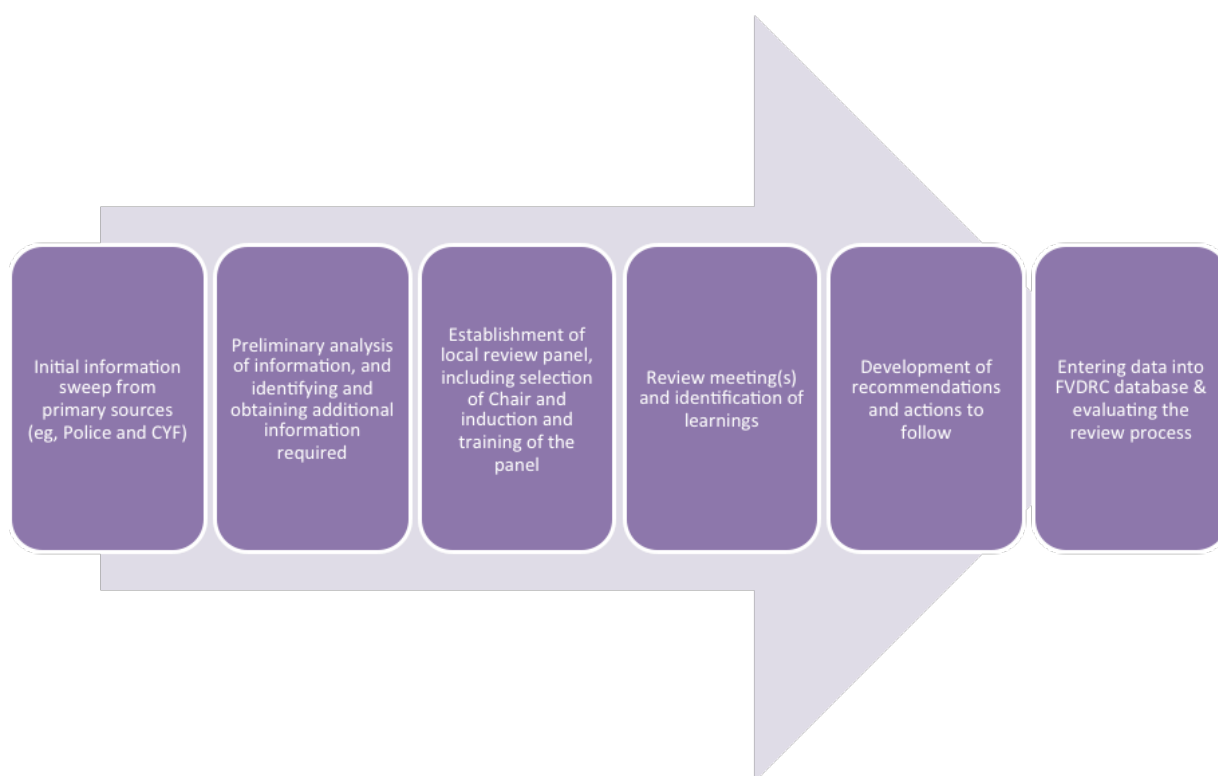 Initial information
sweep from
primary sources
(eg, Police and CYF)
Preliminary analysis
of information, and
identifying and
obtaining additional
information
required
Establishment of
local review panel,
including selection
of Chair and
induction and
training of the
panel
Review meeting(s)
and identification of
learnings
Development of
recommendations
and actions to
follow
Entering data into
FVDRC database &
evaluating the
review process